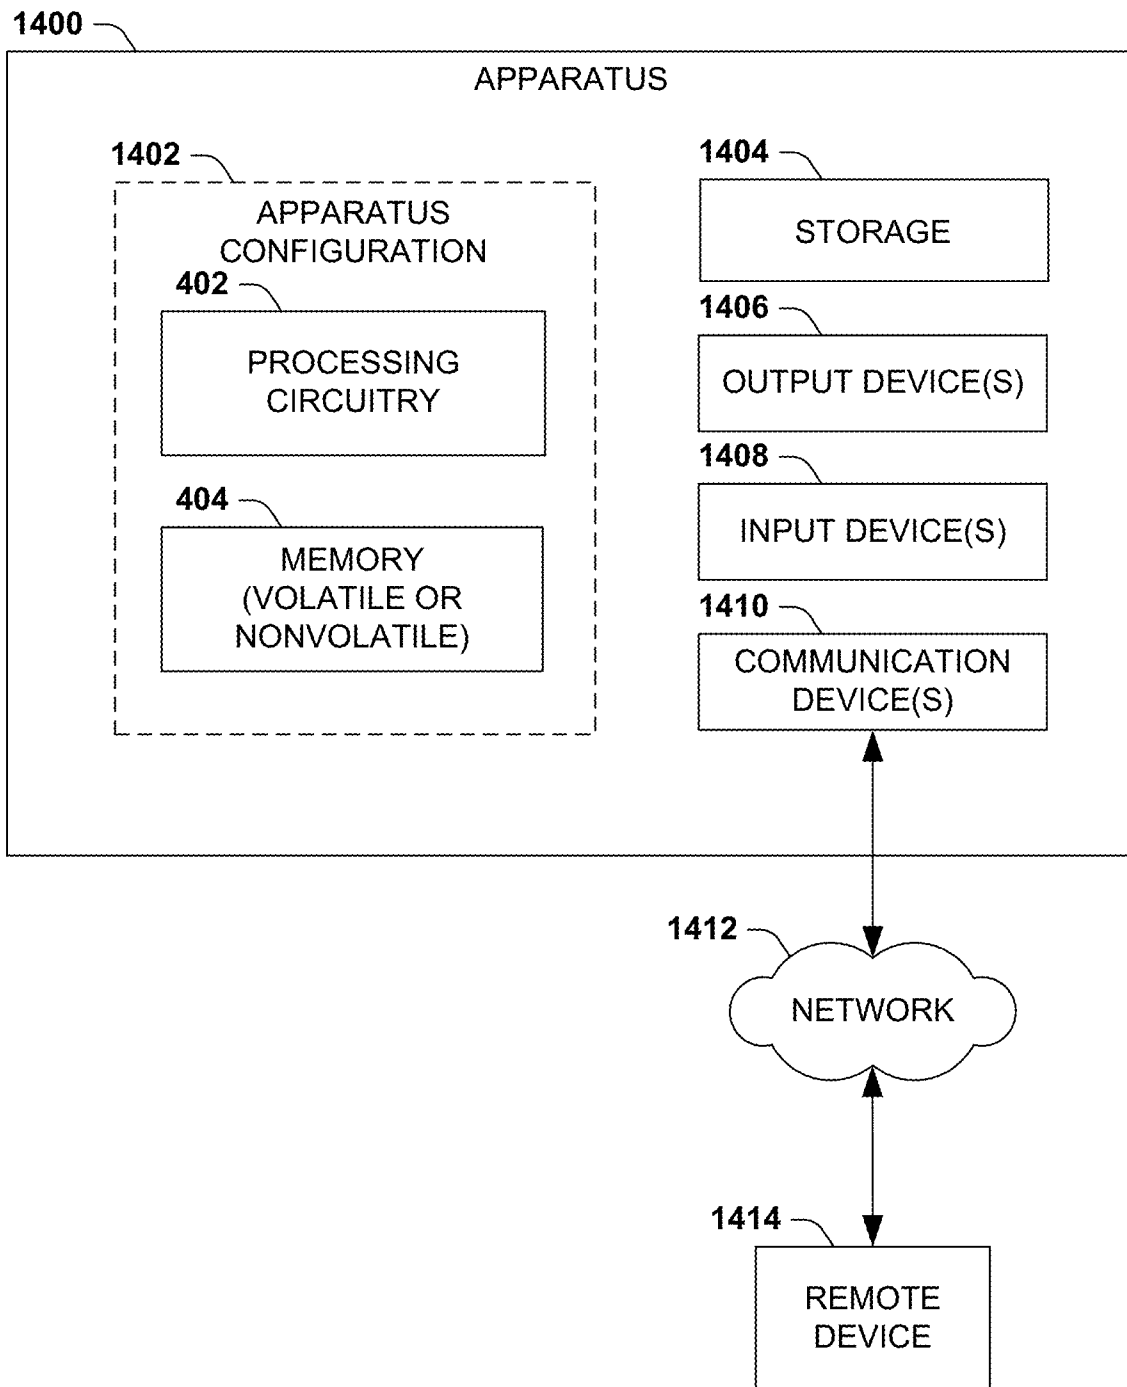 1400
APPARATUS
1402
APPARATUS
CONFIGURATION
402
PROCESSING
CIRCUITRY
404
MEMORY
(VOLATILE OR
NONVOLATILE)
1404
STORAGE
1406
OUTPUT DEVICE(S)
1408
INPUT DEVICE(S)
1410
COMMUNICATION
DEVICE(S)
1412
NETWORK
1414
REMOTE
DEVICE